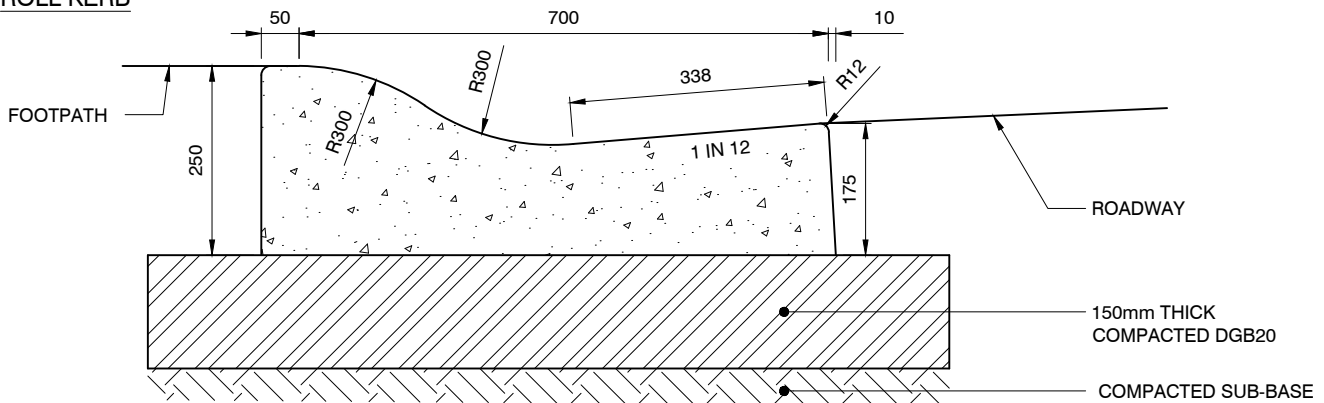 ROLL KERB
50
700
10
R300
338
R12
FOOTPATH
R300
1 IN 12
250
175
ROADWAY
150mm THICK
COMPACTED DGB20
COMPACTED SUB-BASE